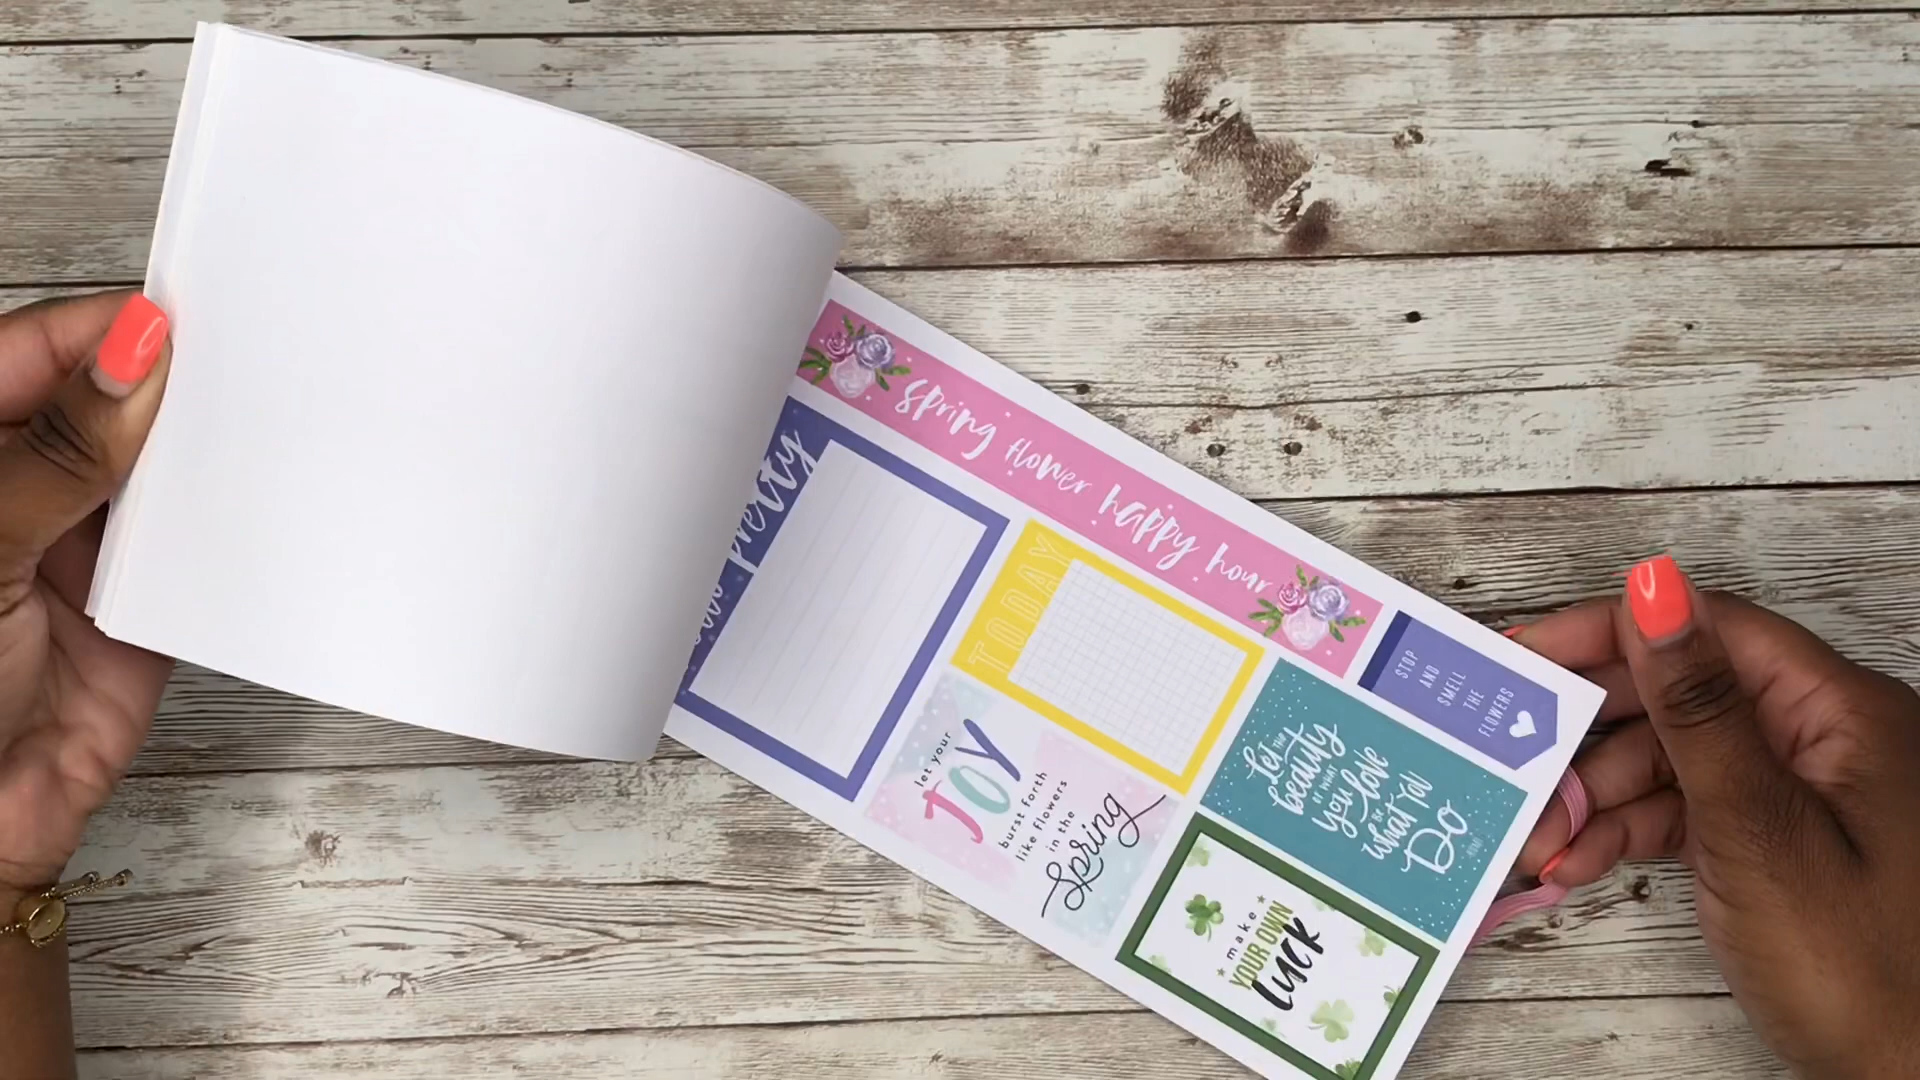 spring flower happy hour
pretty
TODAY
STOP
AND
SMELL
THE
FLOWERS
let your
JOY
burst forth
like flowers
in the
Spring
Let THE
beauty
OF WHAT
you love
BE
what YOU
Do
RUMI
make
YOUR OWN
LUCK